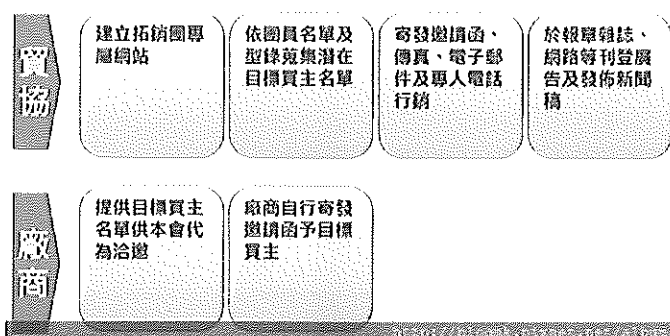 貿協
建立拓銷團專
屬網站
依團員名單及
型錄蒐集潛在
目標買主名單
寄發邀請函、
傳真、電子郵
件及專人電話
行銷
於報章雜誌、
網路等刊登廣
告及發佈新聞
稿
廠商
提供目標買主
名單供本會代
為洽邀
廠商自行寄發
邀請函予目標
買主